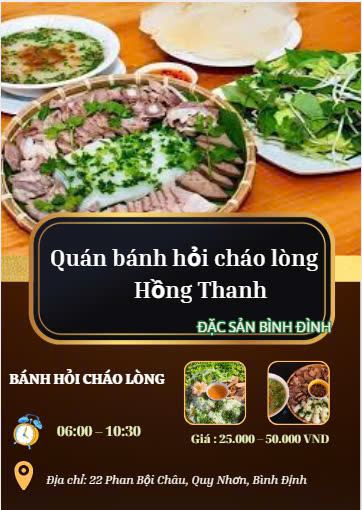 Quán bánh hỏi cháo lòng
Hồng Thanh
ĐẶC SẢN BÌNH ĐÌNH
BÁNH HỎI CHÁO LÒNG
06:00 – 10:30
Giá : 25.000 – 50.000 VND
Địa chỉ: 22 Phan Bội Châu, Quy Nhơn, Bình Định